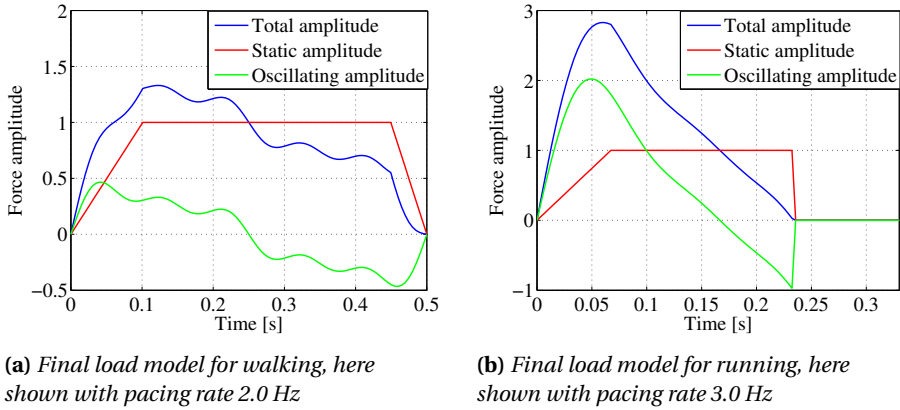 2
1.5
1
0.5
0
−0.5
Force amplitude
Total amplitude
Static amplitude
Oscillating amplitude
0
0.1
0.2
0.3
0.4
0.5
Time [s]
3
2
1
0
−1
Force amplitude
Total amplitude
Static amplitude
Oscillating amplitude
0
0.05
0.1
0.15
0.2
0.25
0.3
Time [s]
(a) Final load model for walking, here
shown with pacing rate 2.0 Hz
(b) Final load model for running, here
shown with pacing rate 3.0 Hz